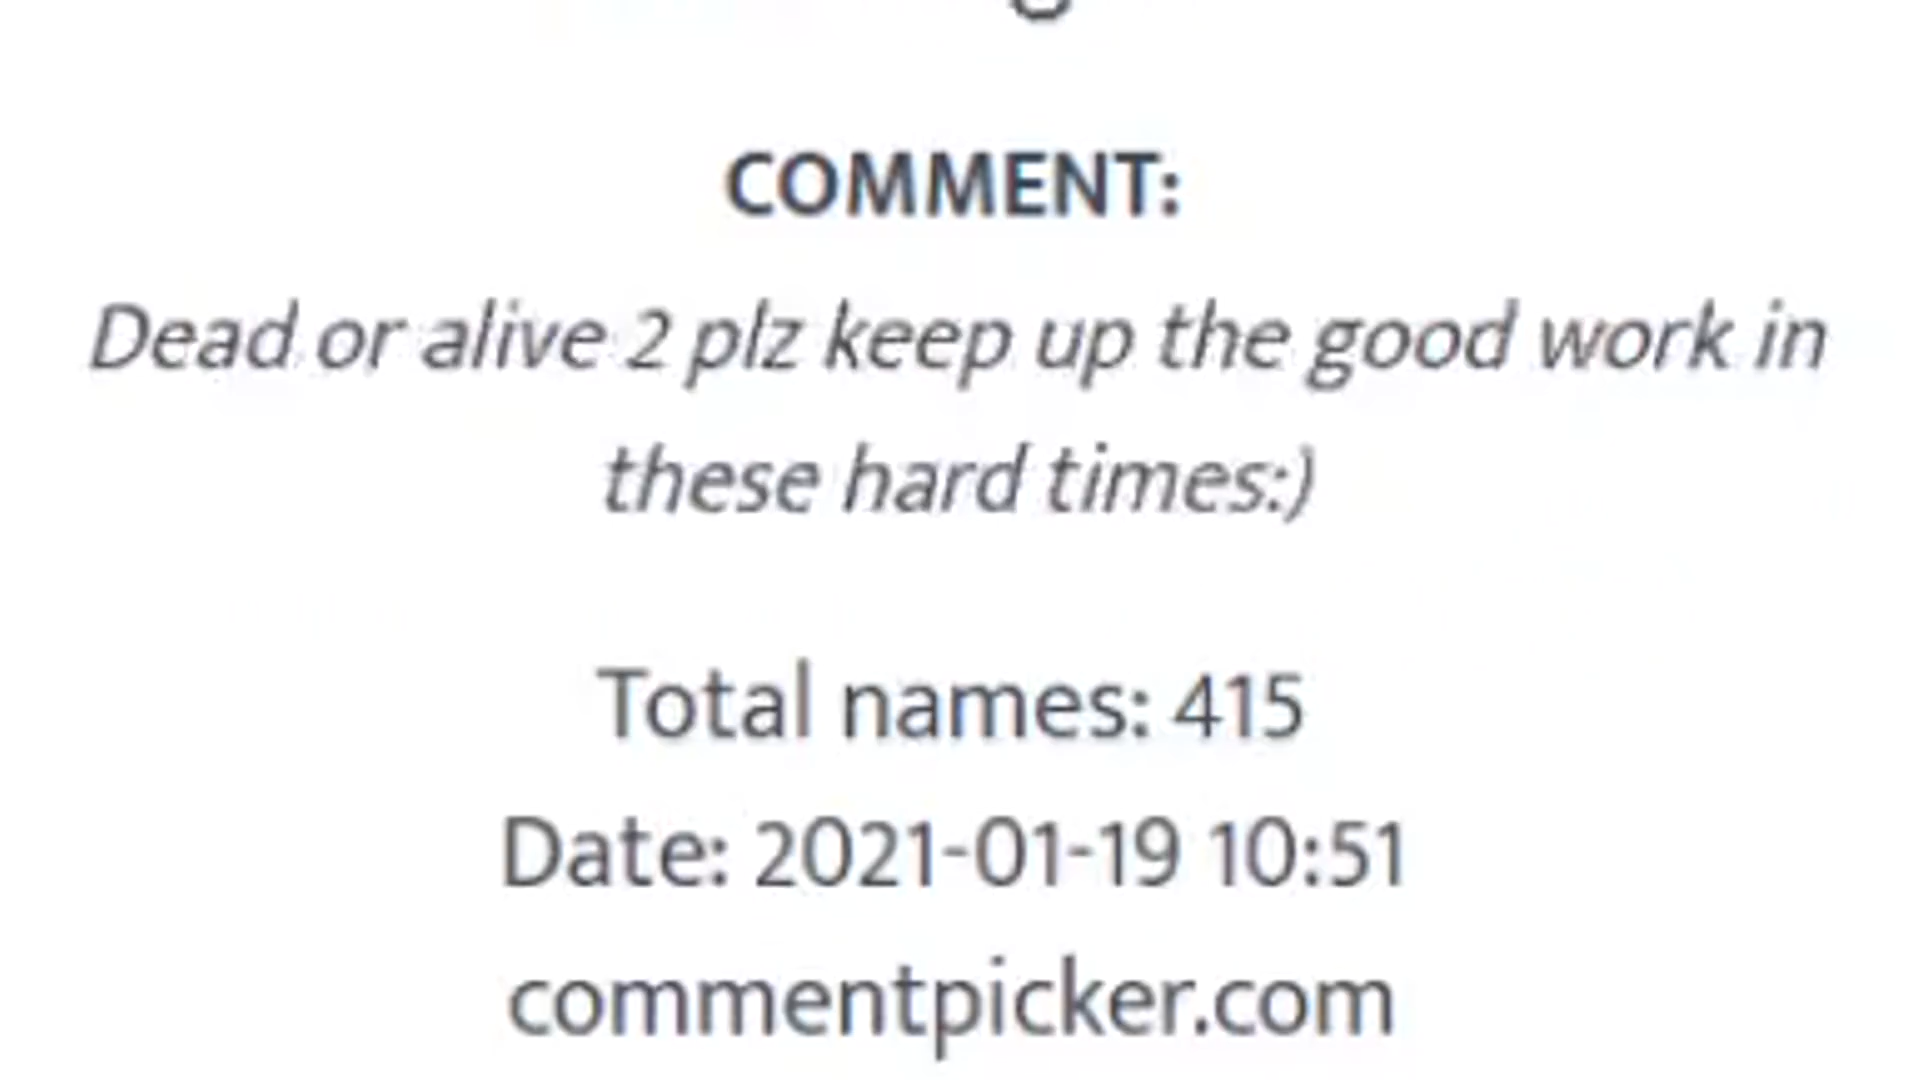 COMMENT:
Dead or alive 2 plz keep up the good work in
these hard times:)
Total names: 415
Date: 2021-01-19 10:51
commentpicker.com